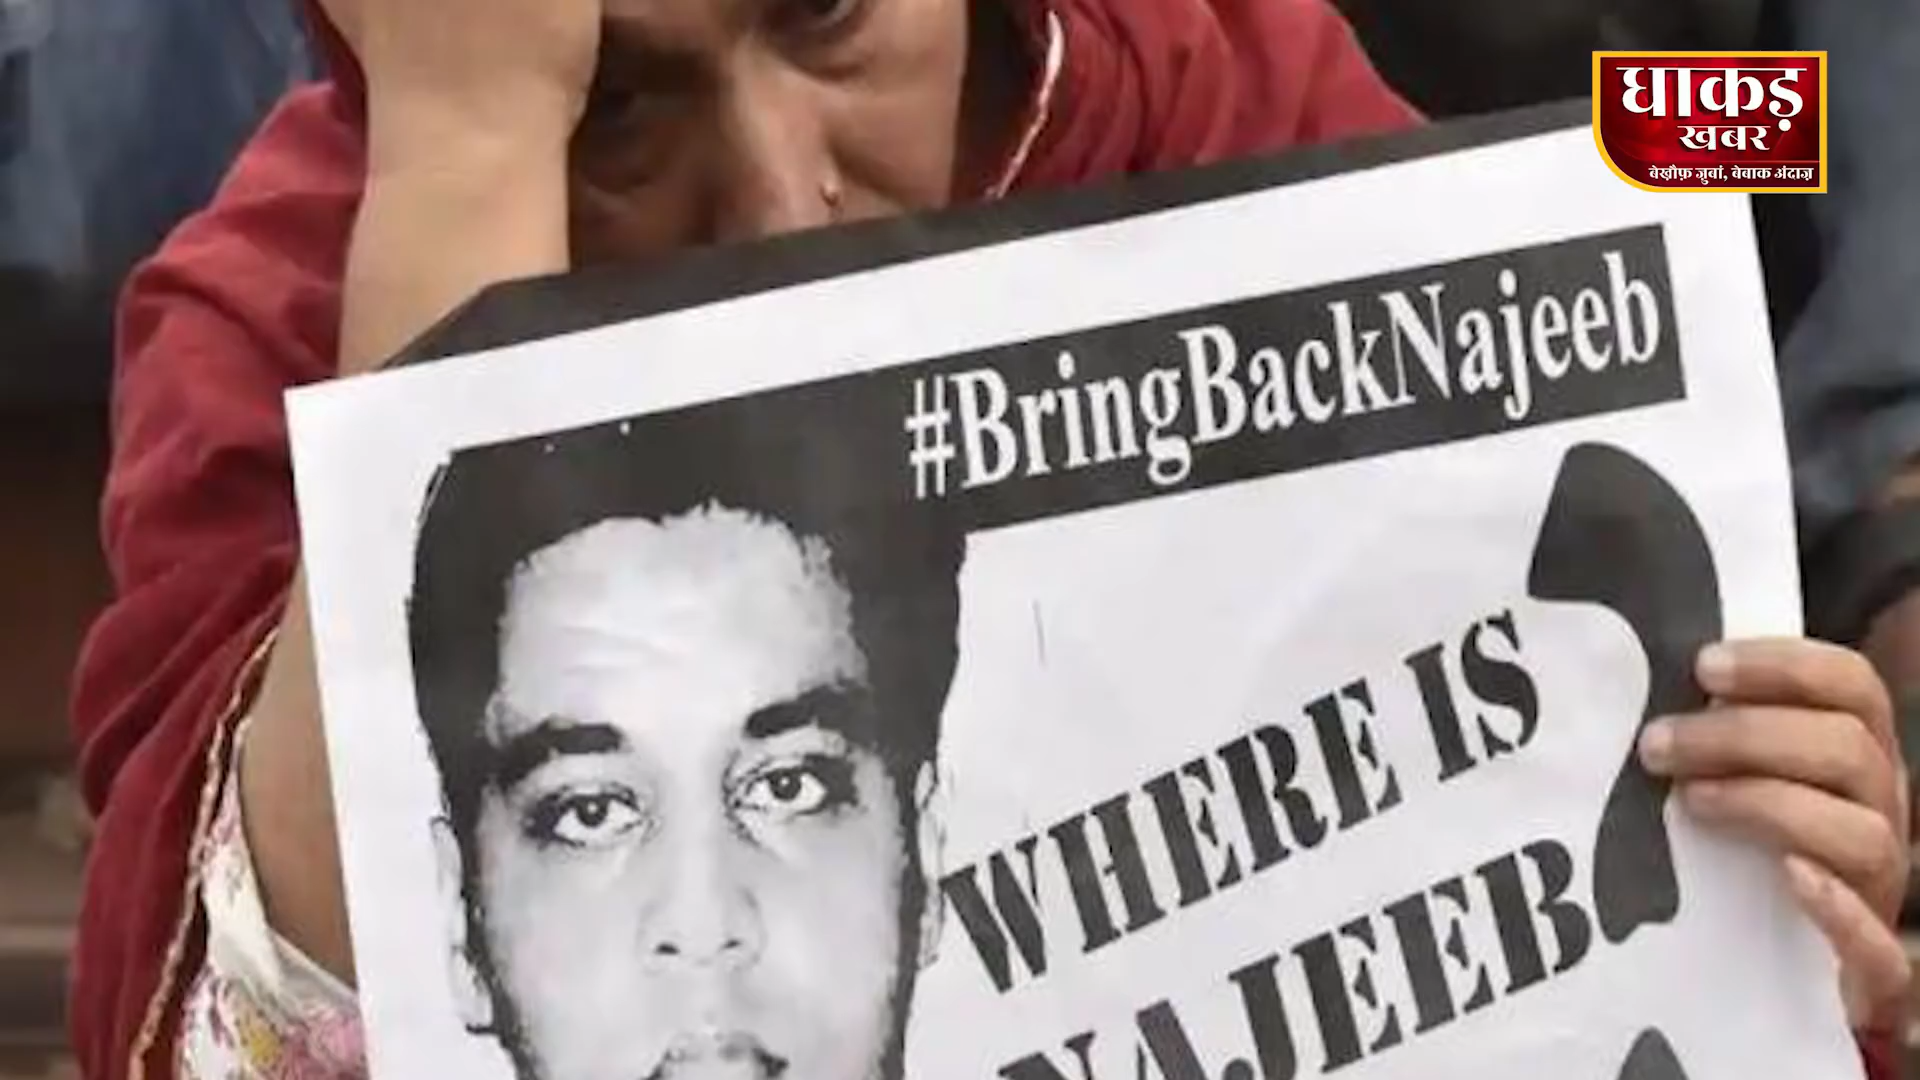 धाकड़
खबर
बेख़ौफ़ जुबां, बेबाक अंदाज़
#BringBackNajeeb
WHERE IS
NAJEEB